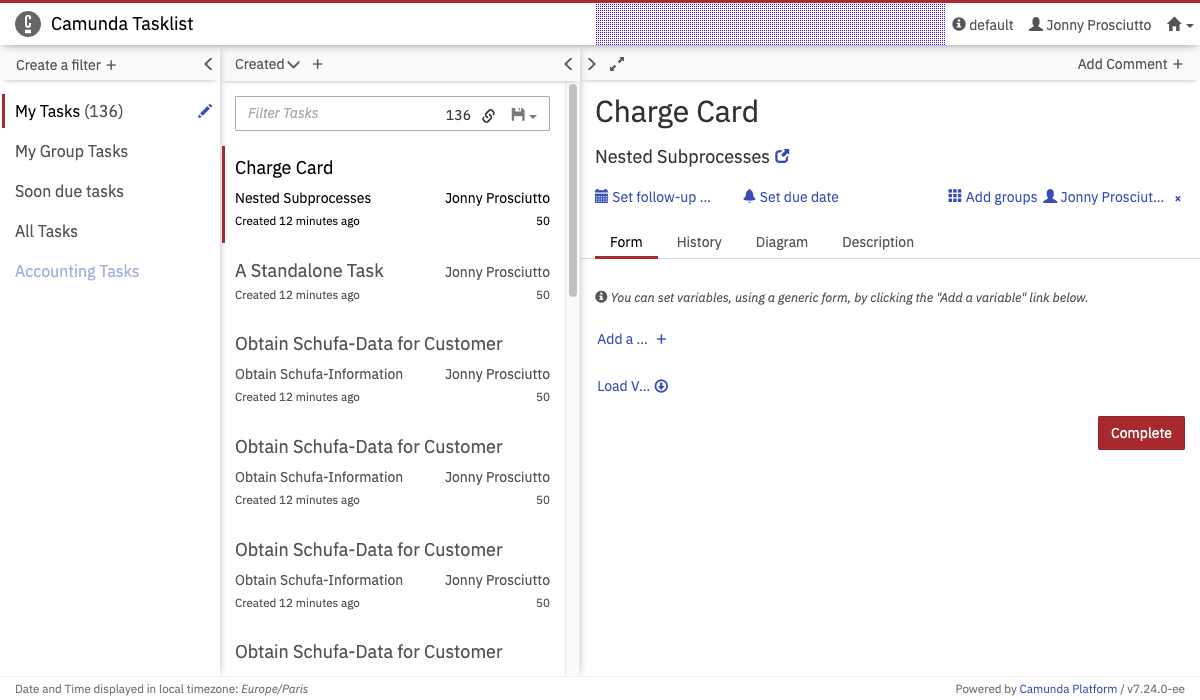 Camunda Tasklist
default
Jonny Prosciutto
Create a filter +
Created
Add Comment +
My Tasks (136)
My Group Tasks
Soon due tasks
All Tasks
Accounting Tasks
Filter Tasks
136
Charge Card
Nested Subprocesses
Jonny Prosciutto
Created 12 minutes ago
50
A Standalone Task
Jonny Prosciutto
Created 12 minutes ago
50
Obtain Schufa-Data for Customer
Obtain Schufa-Information
Jonny Prosciutto
Created 12 minutes ago
50
Obtain Schufa-Data for Customer
Obtain Schufa-Information
Jonny Prosciutto
Created 12 minutes ago
50
Obtain Schufa-Data for Customer
Obtain Schufa-Information
Jonny Prosciutto
Created 12 minutes ago
50
Obtain Schufa-Data for Customer
Charge Card
Nested Subprocesses
Set follow-up ...
Set due date
Add groups
Jonny Prosciut... ×
Form
History
Diagram
Description
You can set variables, using a generic form, by clicking the "Add a variable" link below.
Add a ... +
Load V...
Complete
Date and Time displayed in local timezone: Europe/Paris
Powered by Camunda Platform / v7.24.0-ee